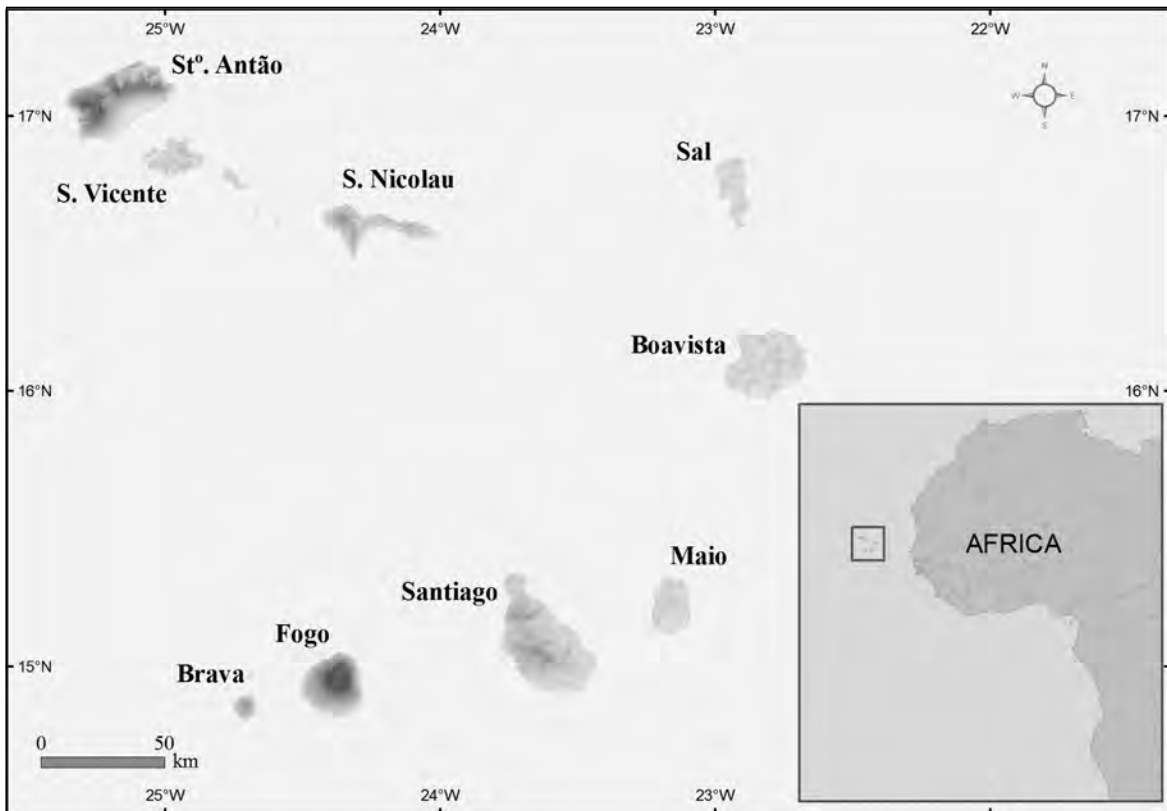 25°W 24°W 23°W 22°W
Stº. Antão
N
W E
S
17°N 17°N
Sal
S. Vicente
S. Nicolau
Boavista
16°N 16°N
AFRICA
Maio
Santiago
Fogo
15°N
Brava
0 50
km
25°W 24°W 23°W